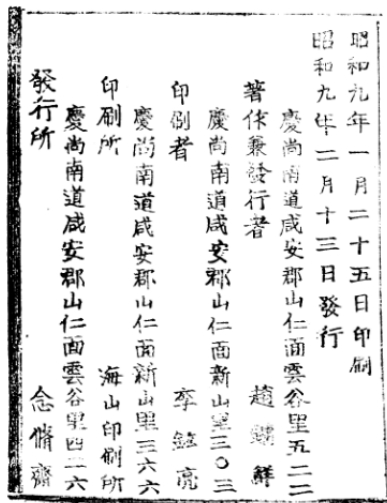 昭和九年一月二十五日印刷
昭和九年二月十三日發行
慶尚南道咸安郡山仁面雲谷里五二二
著作兼發行者 趙鏞
慶尚南道咸安郡山仁面新山里三〇三
印刷者 李 亮
慶尚南道咸安郡山仁面新山里三六六
印刷所 海山印刷所
慶尚南道咸安郡山仁面雲谷里四二六
發行所 念脩齋